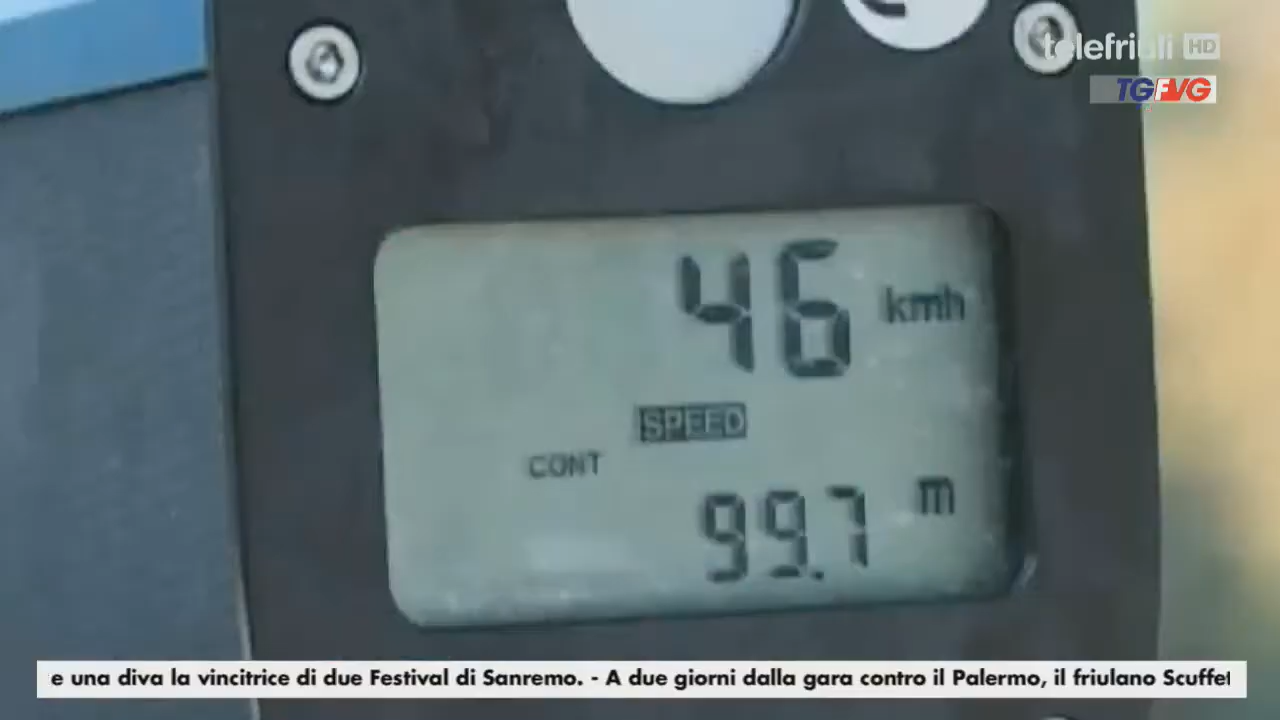 telefriuli HD
TGFVG
46 kmh
SPEED
CONT
99.7 m
e una diva la vincitrice di due Festival di Sanremo. - A due giorni dalla gara contro il Palermo, il friulano Scuffet